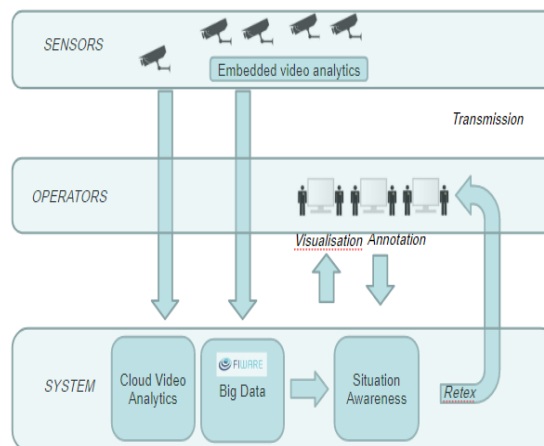 SENSORS
Embedded video analytics
Transmission
OPERATORS
Visualisation Annotation
SYSTEM
Cloud Video
Analytics
FIWARE
Big Data
Situation
Awareness
Retex